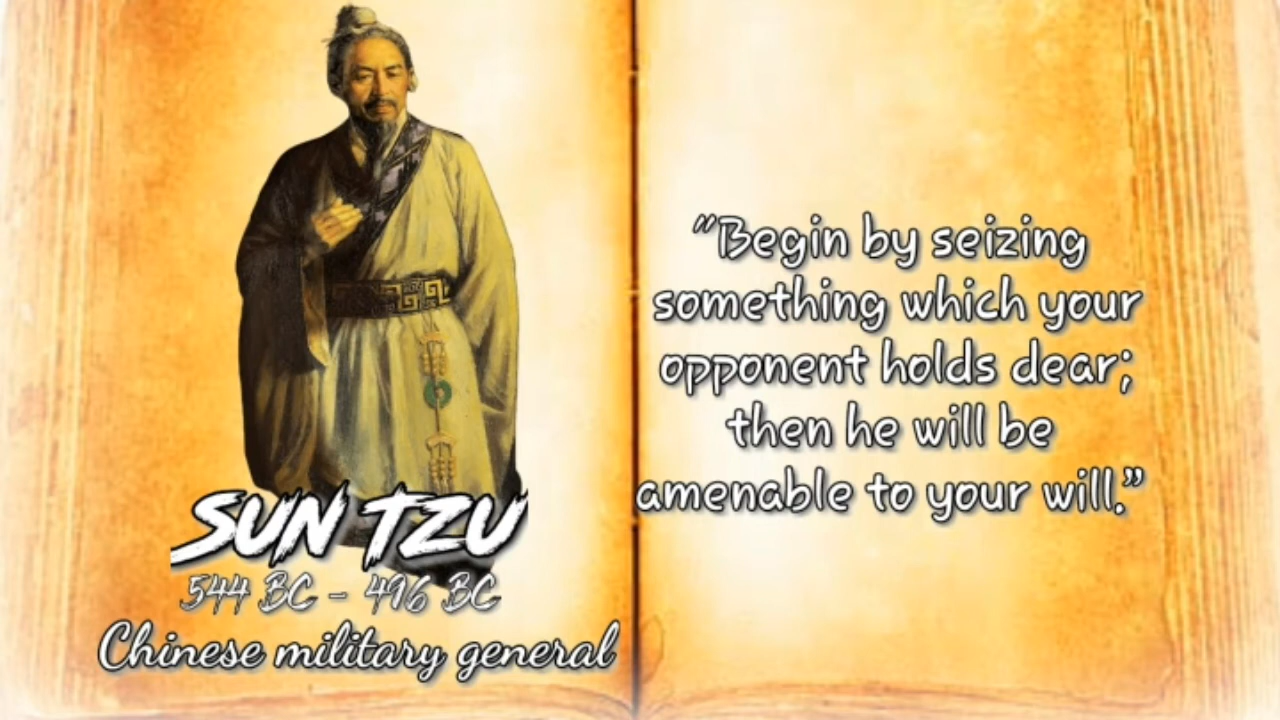 SUN TZU
544 BC - 496 BC
Chinese military general
"Begin by seizing
something which your
opponent holds dear;
then he will be
amenable to your will."